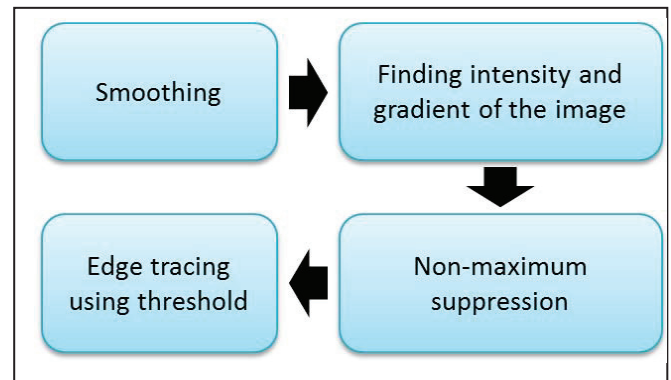 Smoothing
Finding intensity and
gradient of the image
Non-maximum
suppression
Edge tracing
using threshold